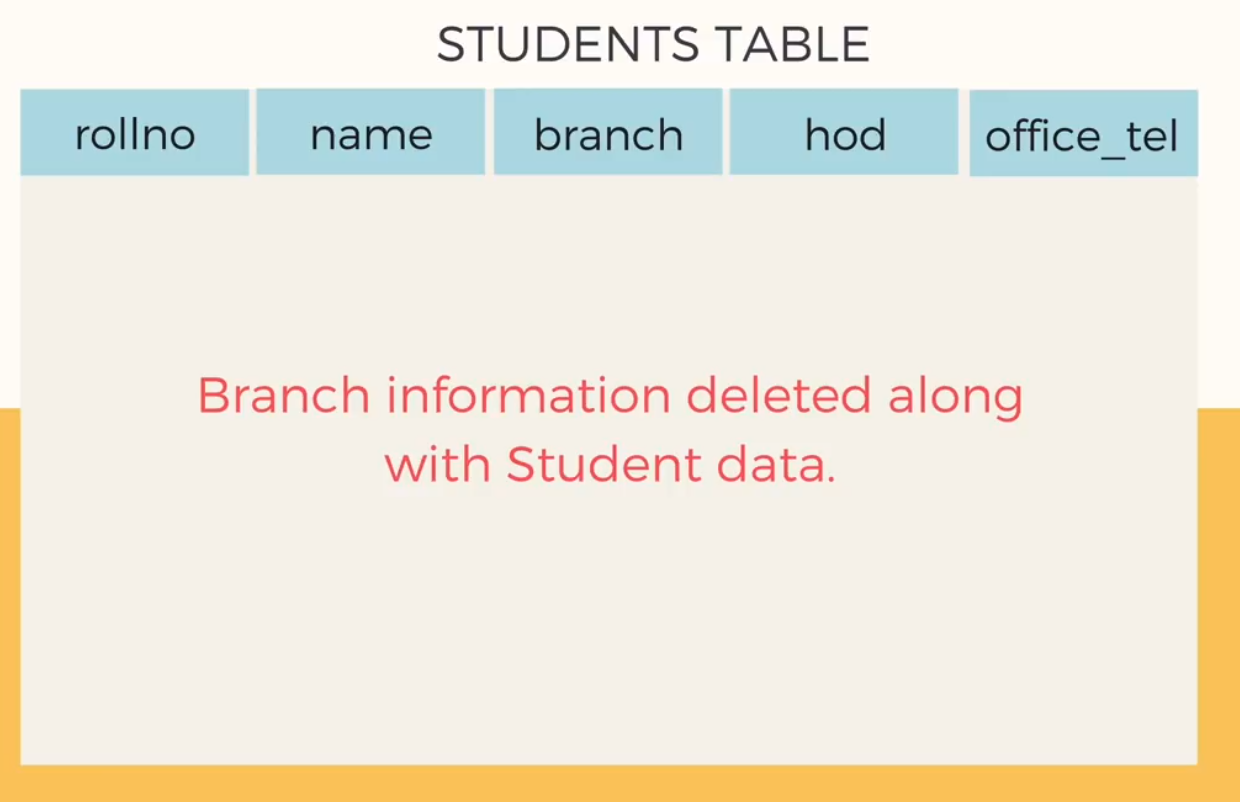 STUDENTS TABLE
rollno name branch hod office_tel
Branch information deleted along
with Student data.